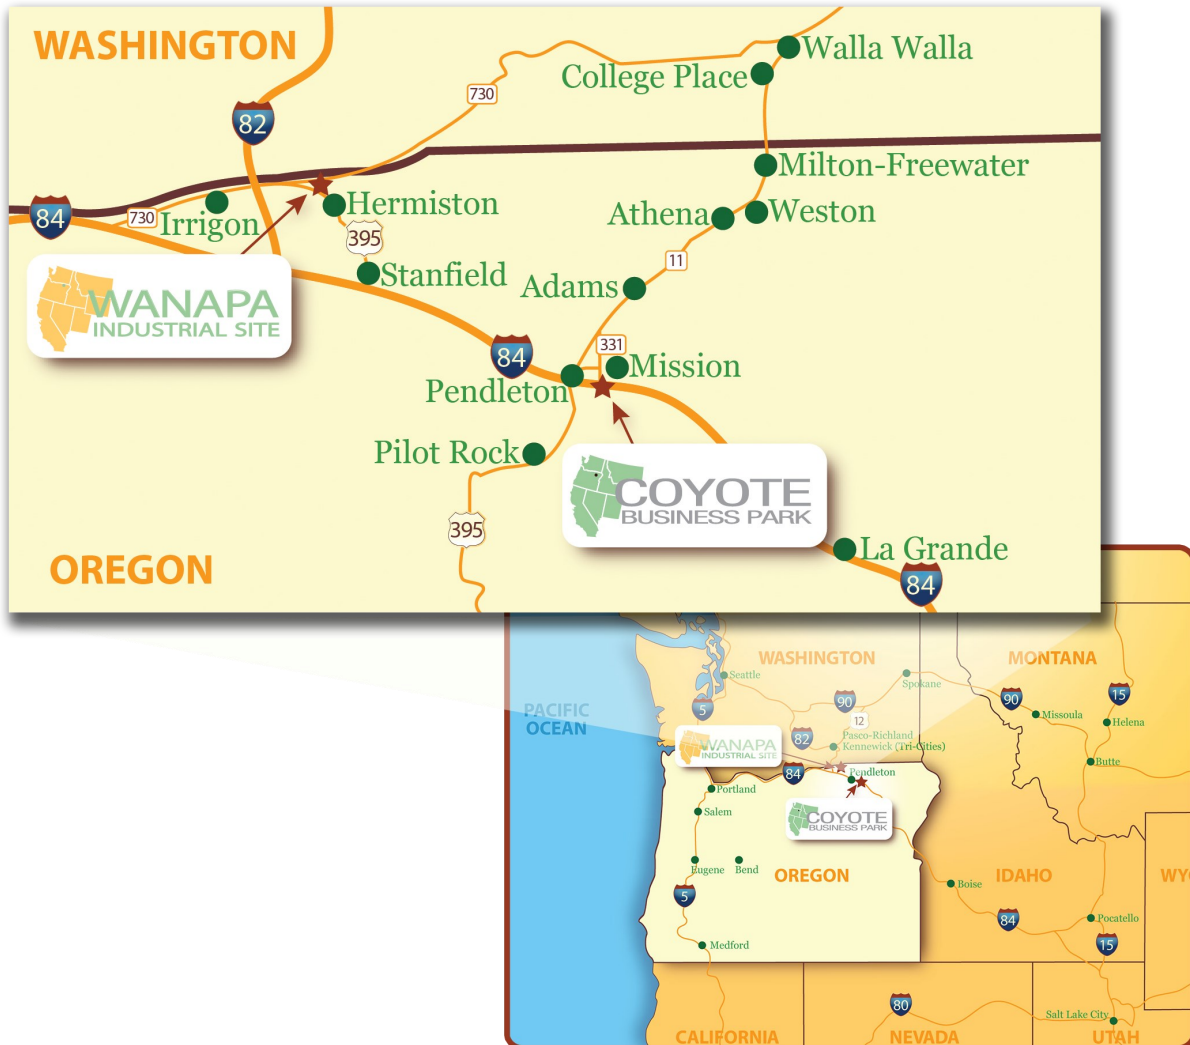 WASHINGTON
Walla Walla
College Place
730
82
Milton-Freewater
84
730
Irrigon
Hermiston
Athena
Weston
395
11
WANAPA
INDUSTRIAL SITE
Stanfield
Adams
84
331
Mission
Pendleton
Pilot Rock
COYOTE
BUSINESS PARK
395
OREGON
La Grande
84
WASHINGTON
MONTANA
Seattle
Spokane
90
90
15
5
12
Missoula
Helena
PACIFIC
OCEAN
82
Pasco-Richland
Kennewick (Tri-Cities)
WANAPA
INDUSTRIAL SITE
84
Pendleton
Butte
Portland
Salem
COYOTE
BUSINESS PARK
Eugene
Bend
OREGON
IDAHO
WY
Boise
5
84
Pocatello
Medford
15
80
Salt Lake City
CALIFORNIA
NEVADA
UTAH